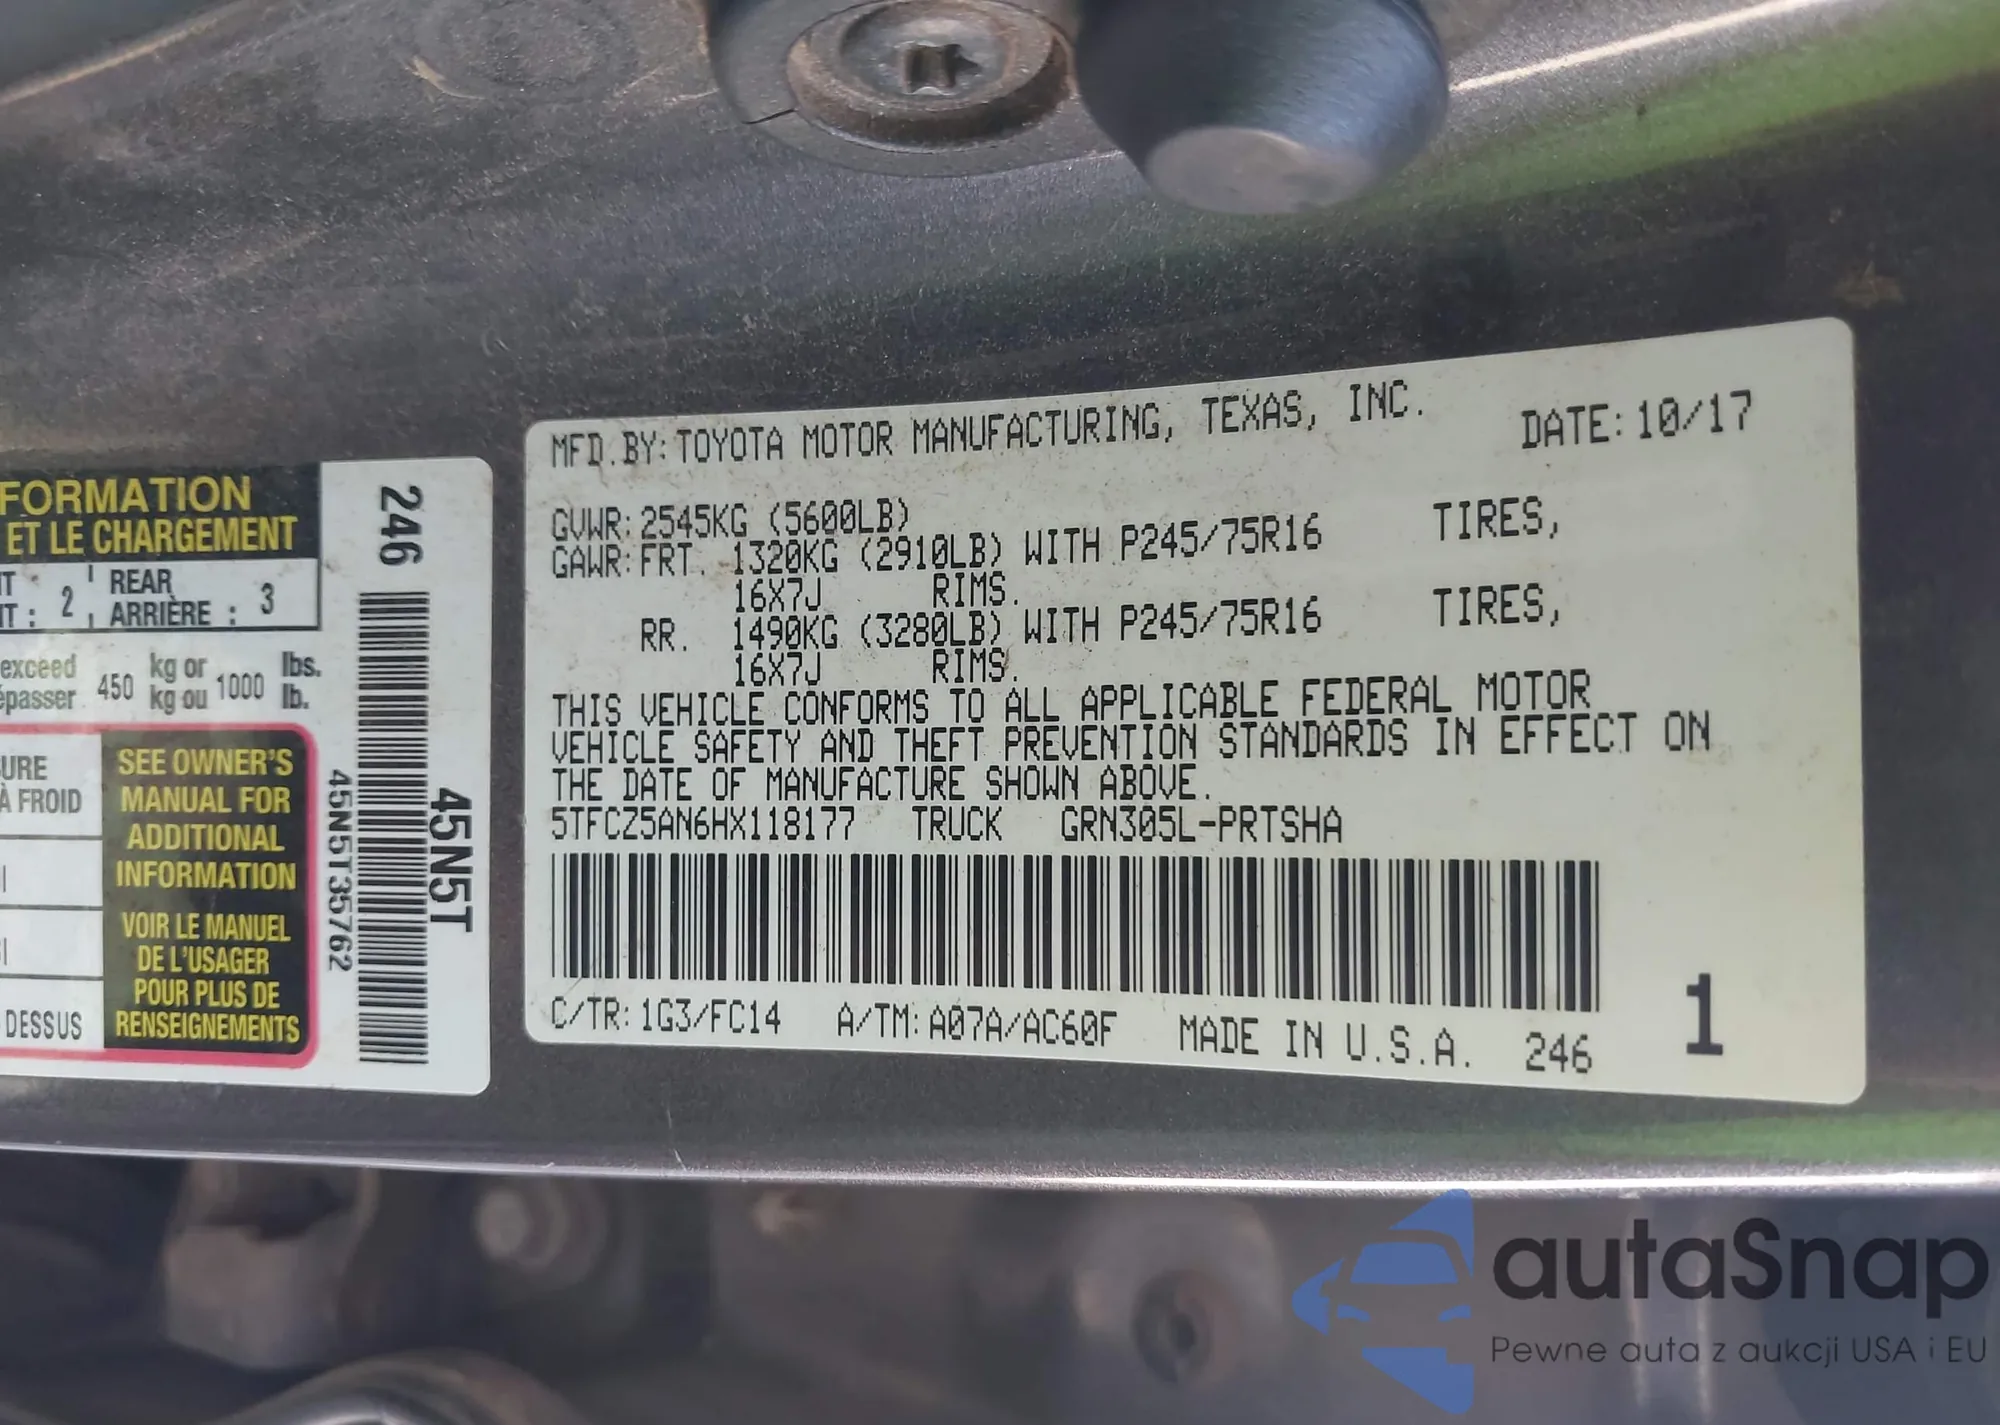 FORMATION
ET LE CHARGEMENT
2
REAR
ARRIÈRE : 3
exceed
450 kg or 1000 lbs.
kg ou lb.
SEE OWNER'S
MANUAL FOR
ADDITIONAL
INFORMATION
VOIR LE MANUEL
DE L'USAGER
POUR PLUS DE
RENSEIGNEMENTS
URE
À FROID
DESSUS
246
45N5T35762
45N5T
MFD.BY: TOYOTA MOTOR MANUFACTURING, TEXAS, INC. DATE: 10/17
GVWR: 2545KG (5600LB)
GAWR: FRT. 1320KG (2910LB) WITH P245/75R16 TIRES,
16X7J RIMS.
RR. 1490KG (3280LB) WITH P245/75R16 TIRES,
16X7J RIMS.
THIS VEHICLE CONFORMS TO ALL APPLICABLE FEDERAL MOTOR
VEHICLE SAFETY AND THEFT PREVENTION STANDARDS IN EFFECT ON
THE DATE OF MANUFACTURE SHOWN ABOVE.
5TFCZ5AN6HX118177 TRUCK GRN305L-PRTSHA
C/TR: 1G3/FC14 A/TM: A07A/AC60F MADE IN U.S.A. 246 1
autaSnap
Pewne auta z aukcji USA i EU